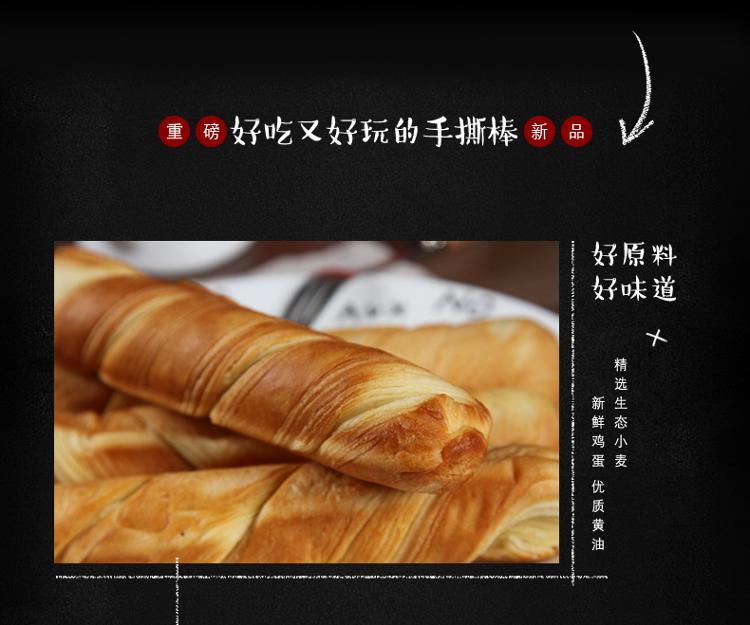 重磅好吃又好玩的手撕棒新品
好原料
好味道
精选生态小麦
新鲜鸡蛋 优质黄油